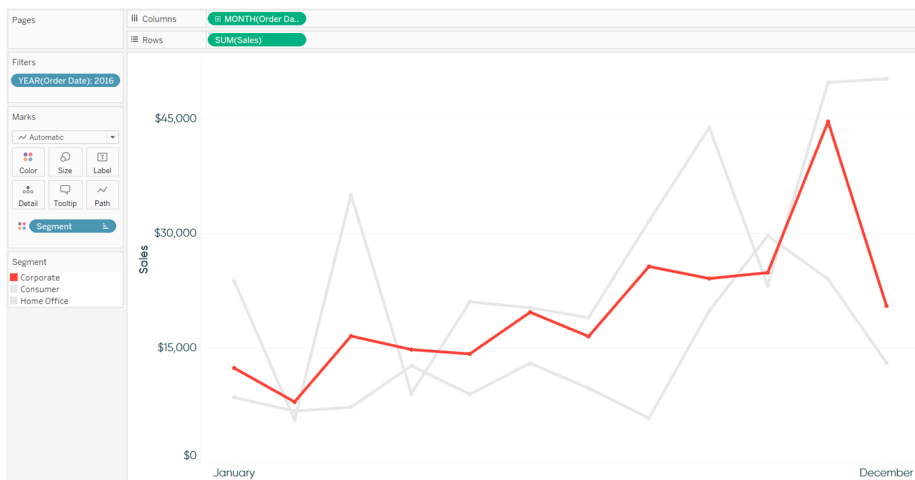 Pages
Columns
MONTH(Order Da..
Rows
SUM(Sales)
Filters
YEAR(Order Date): 2016
Marks
Automatic
Color
Size
Label
Detail
Tooltip
Path
Segment
Segment
Corporate
Consumer
Home Office
Sales
$45,000
$30,000
$15,000
$0
January
December